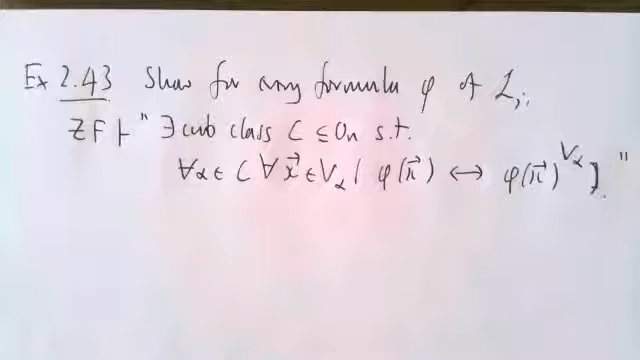 Ex 2.43 Show for any formula φ of L,:
ZF ⊢ " ∃ cub class C ⊆ On s.t.
∀α ∈ C ∀x⃗ ∈ V_α [ φ(x⃗) ↔ φ(x⃗)^{V_α} ] "